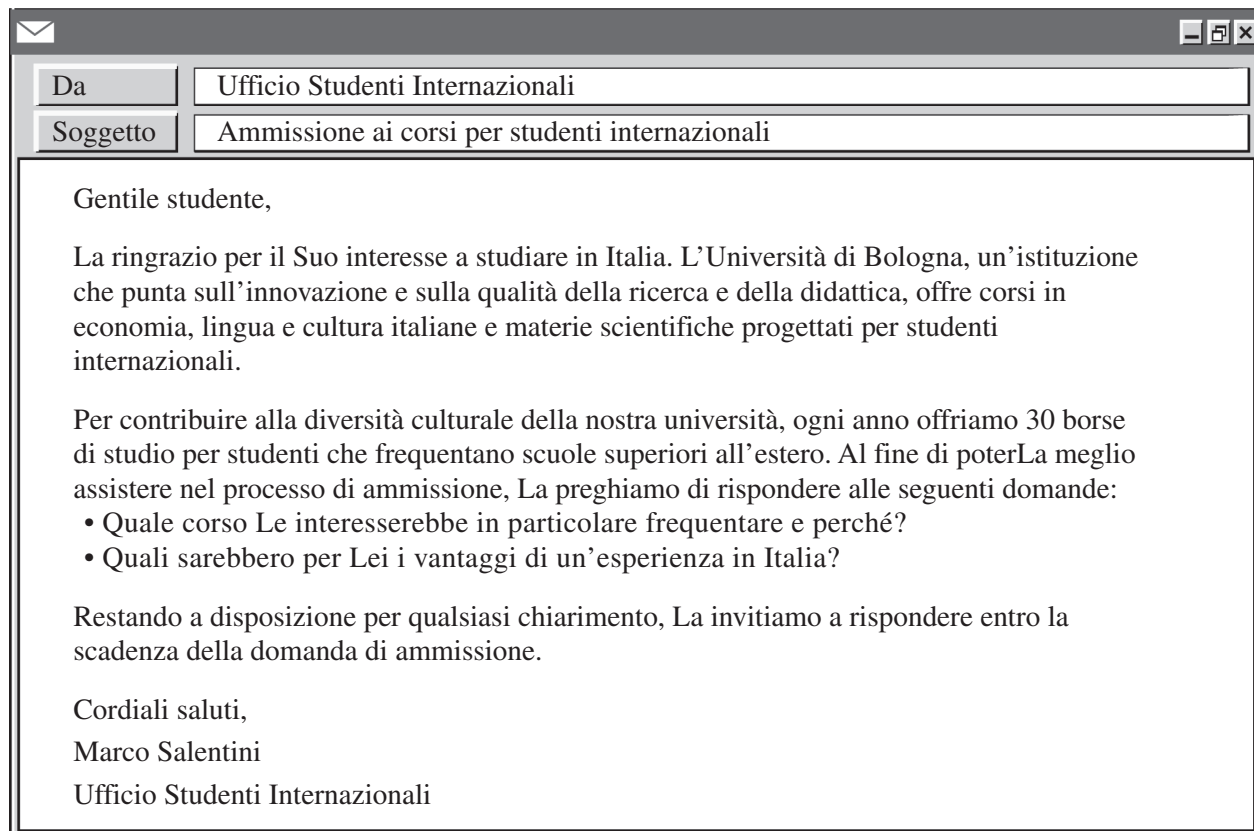 Da Ufficio Studenti Internazionali
Soggetto Ammissione ai corsi per studenti internazionali
Gentile studente,
La ringrazio per il Suo interesse a studiare in Italia. L’Università di Bologna, un’istituzione
che punta sull’innovazione e sulla qualità della ricerca e della didattica, offre corsi in
economia, lingua e cultura italiane e materie scientifiche progettati per studenti
internazionali.
Per contribuire alla diversità culturale della nostra università, ogni anno offriamo 30 borse
di studio per studenti che frequentano scuole superiori all’estero. Al fine di poterLa meglio
assistere nel processo di ammissione, La preghiamo di rispondere alle seguenti domande:
• Quale corso Le interesserebbe in particolare frequentare e perché?
• Quali sarebbero per Lei i vantaggi di un’esperienza in Italia?
Restando a disposizione per qualsiasi chiarimento, La invitiamo a rispondere entro la
scadenza della domanda di ammissione.
Cordiali saluti,
Marco Salentini
Ufficio Studenti Internazionali